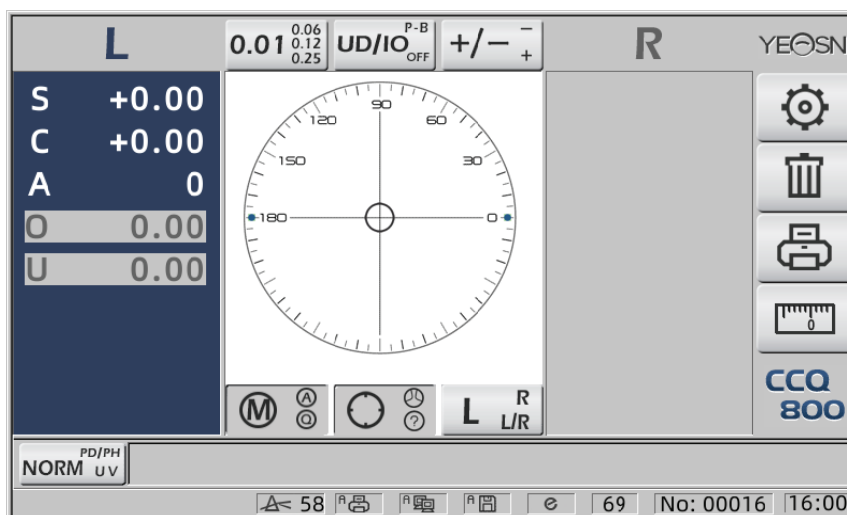 L
0.01 0.06
0.12
0.25
UD/IO P-B
OFF
+/- -
+
R
YEOSN
S +0.00
C +0.00
A 0
O 0.00
U 0.00
90
120 60
150 30
180 0
0
M A
Q
?
L R
L/R
CCQ
800
NORM PD/PH
UV
58 A A A e 69 No: 00016 16:00